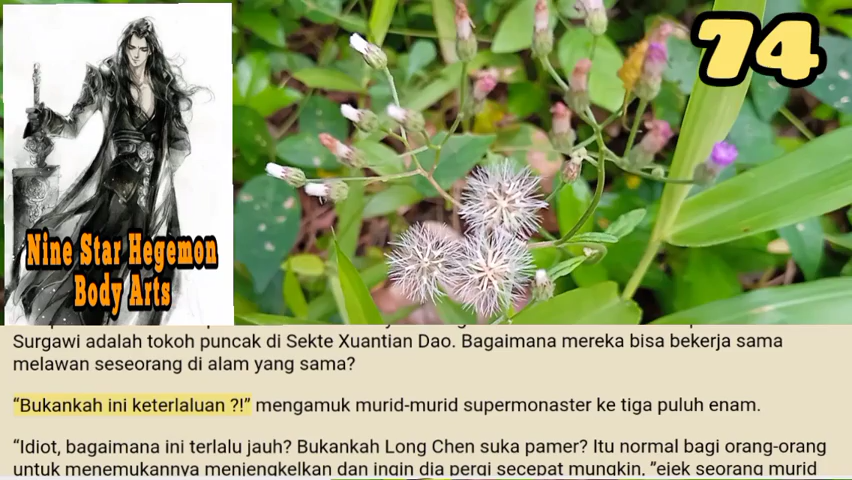 74
Nine Star Hegemon
Body Arts
Surgawi adalah tokoh puncak di Sekte Xuantian Dao. Bagaimana mereka bisa bekerja sama
melawan seseorang di alam yang sama?
“Bukankah ini keterlaluan ?!” mengamuk murid-murid supermonaster ke tiga puluh enam.
“Idiot, bagaimana ini terlalu jauh? Bukankah Long Chen suka pamer? Itu normal bagi orang-orang
untuk menemukannya menjengkelkan dan ingin dia pergi secepat mungkin, ”ejek seorang murid